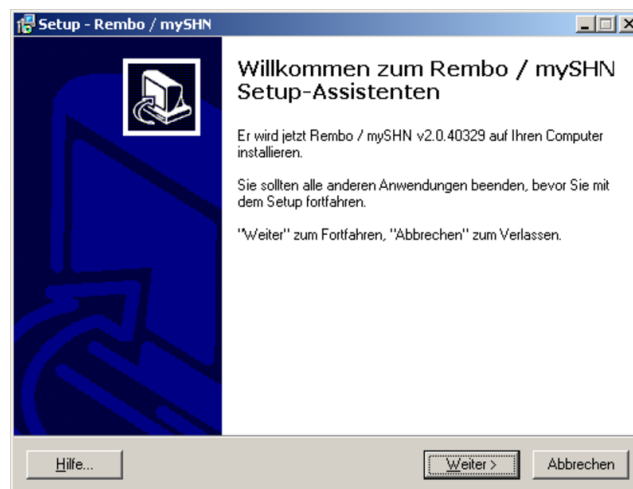 Setup - Rembo / mySHN
Willkommen zum Rembo / mySHN
Setup-Assistenten
Er wird jetzt Rembo / mySHN v2.0.40329 auf Ihren Computer
installieren.
Sie sollten alle anderen Anwendungen beenden, bevor Sie mit
dem Setup fortfahren.
"Weiter" zum Fortfahren, "Abbrechen" zum Verlassen.
Hilfe...
Weiter >
Abbrechen